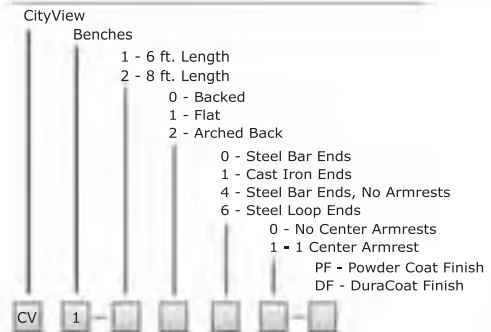 CityView
Benches
1 - 6 ft. Length
2 - 8 ft. Length
0 - Backed
1 - Flat
2 - Arched Back
0 - Steel Bar Ends
1 - Cast Iron Ends
4 - Steel Bar Ends, No Armrests
6 - Steel Loop Ends
0 - No Center Armrests
1 - 1 Center Armrest
PF - Powder Coat Finish
DF - DuraCoat Finish
CV 1 - -